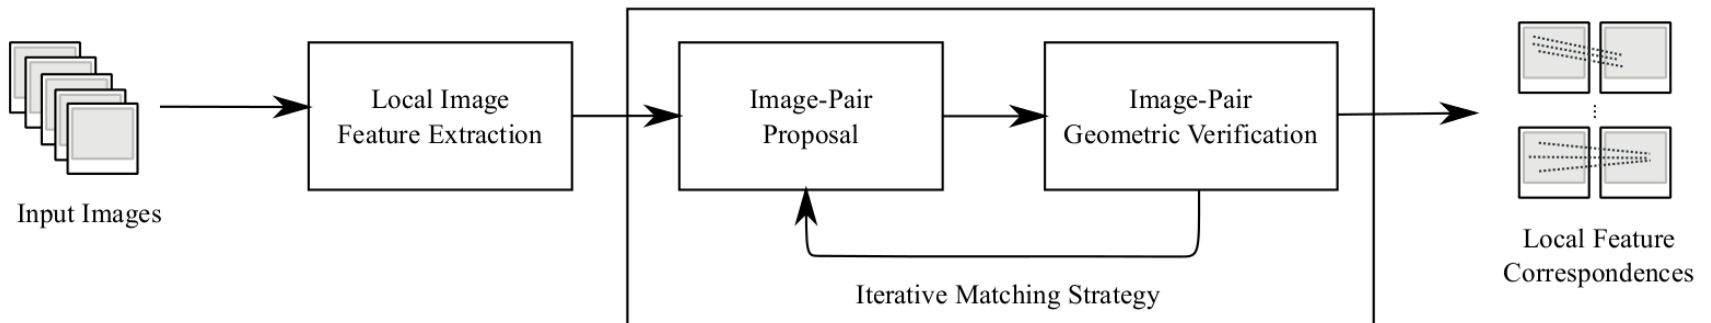 Input Images
Local Image
Feature Extraction
Image-Pair
Proposal
Image-Pair
Geometric Verification
Iterative Matching Strategy
Local Feature
Correspondences